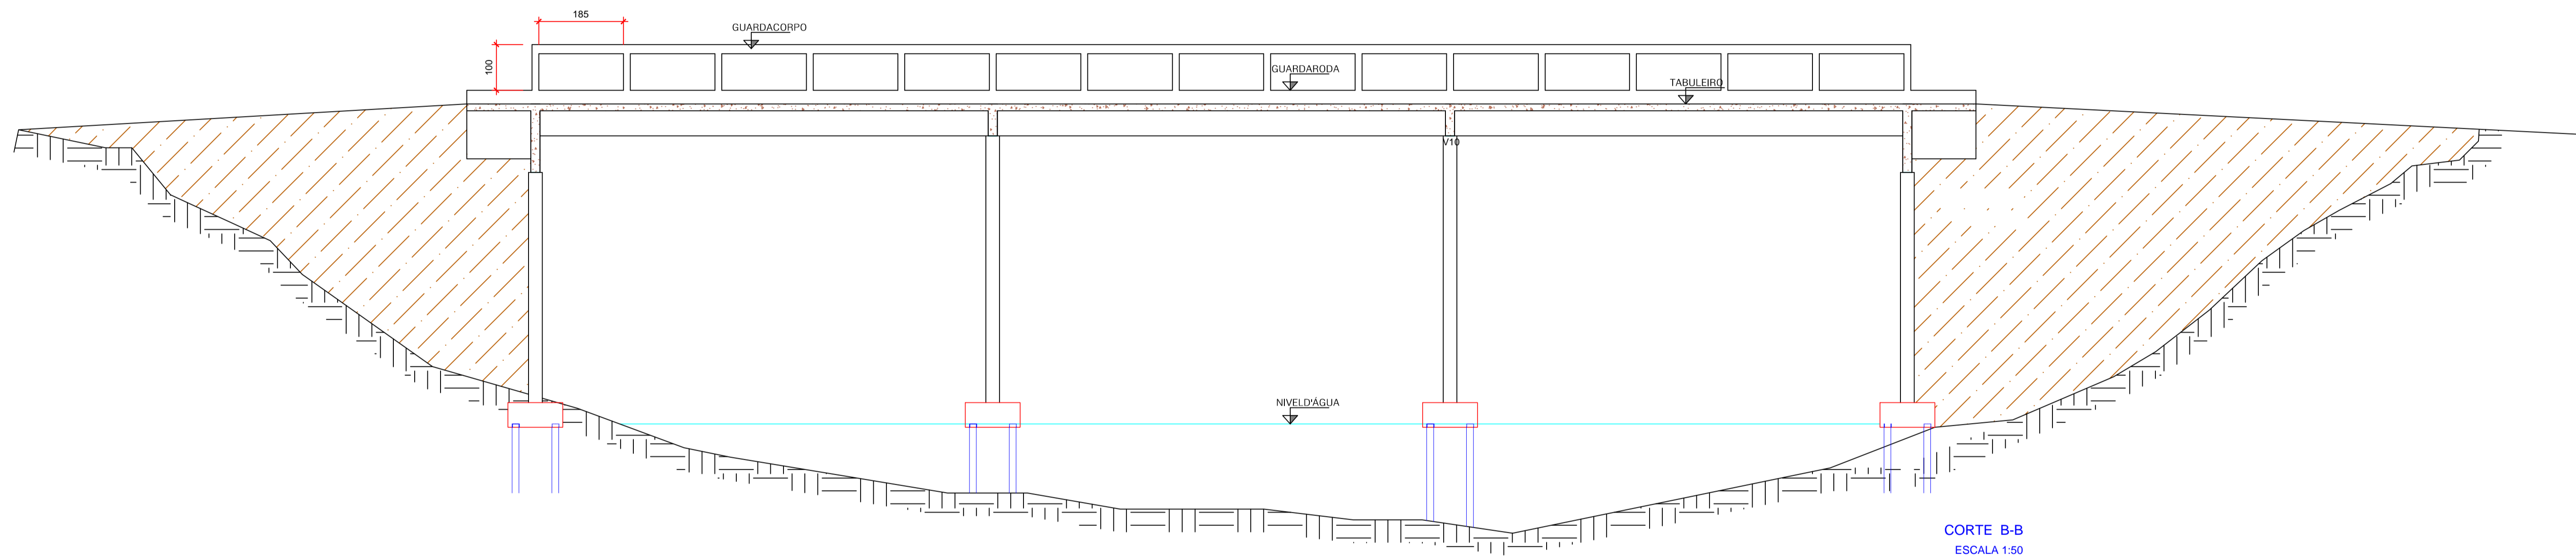 185
GUARDACORPO
100
GUARDARODA
TABULEIRO
V10
NIVELD'ÁGUA
CORTE B-B
ESCALA 1:50